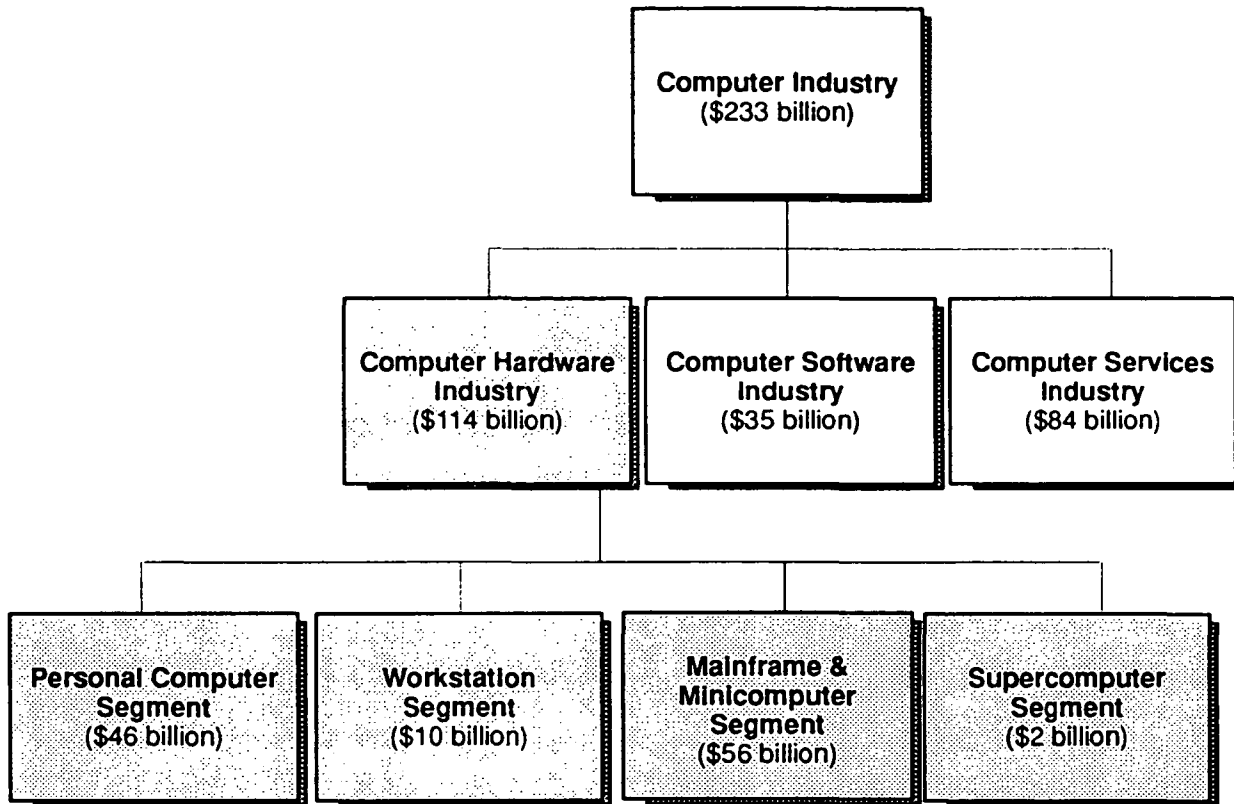 Computer Industry
($233 billion)
Computer Hardware
Industry
($114 billion)
Computer Software
Industry
($35 billion)
Computer Services
Industry
($84 billion)
Personal Computer
Segment
($46 billion)
Workstation
Segment
($10 billion)
Mainframe &
Minicomputer
Segment
($56 billion)
Supercomputer
Segment
($2 billion)